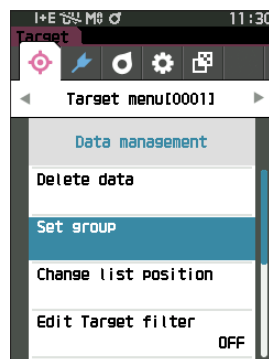 I+E 11:30
Target
Target menu[0001]
Data management
Delete data
Set group
Change list position
Edit Target filter
OFF